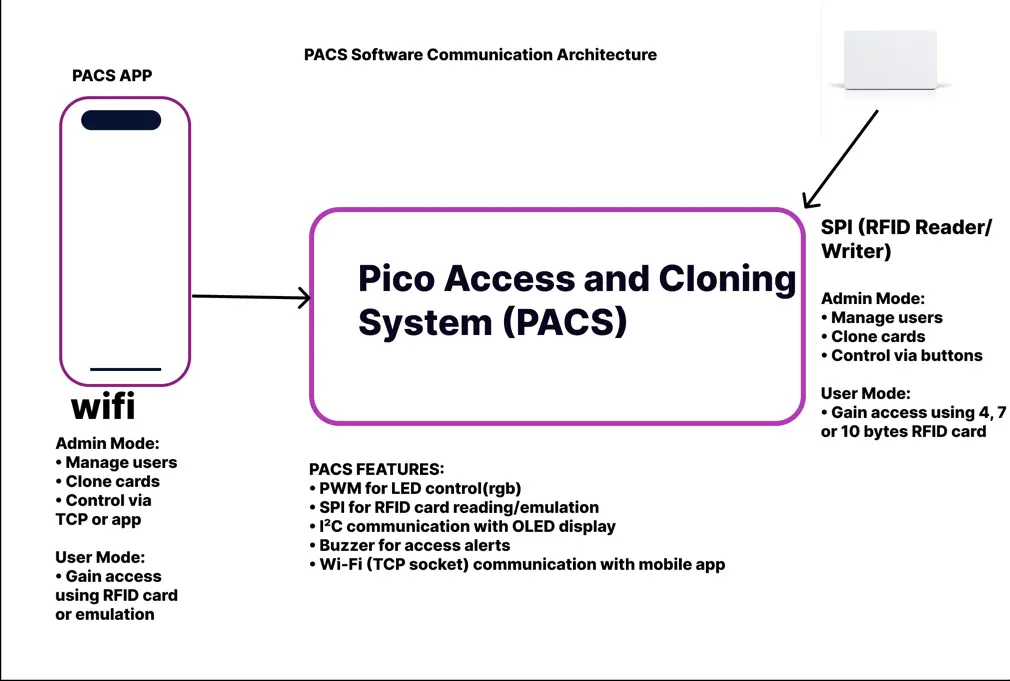 PACS Software Communication Architecture
PACS APP
wifi
Admin Mode:
• Manage users
• Clone cards
• Control via
TCP or app
User Mode:
• Gain access
using RFID card
or emulation
Pico Access and Cloning
System (PACS)
PACS FEATURES:
• PWM for LED control(rgb)
• SPI for RFID card reading/emulation
• I²C communication with OLED display
• Buzzer for access alerts
• Wi-Fi (TCP socket) communication with mobile app
SPI (RFID Reader/
Writer)
Admin Mode:
• Manage users
• Clone cards
• Control via buttons
User Mode:
• Gain access using 4, 7
or 10 bytes RFID card